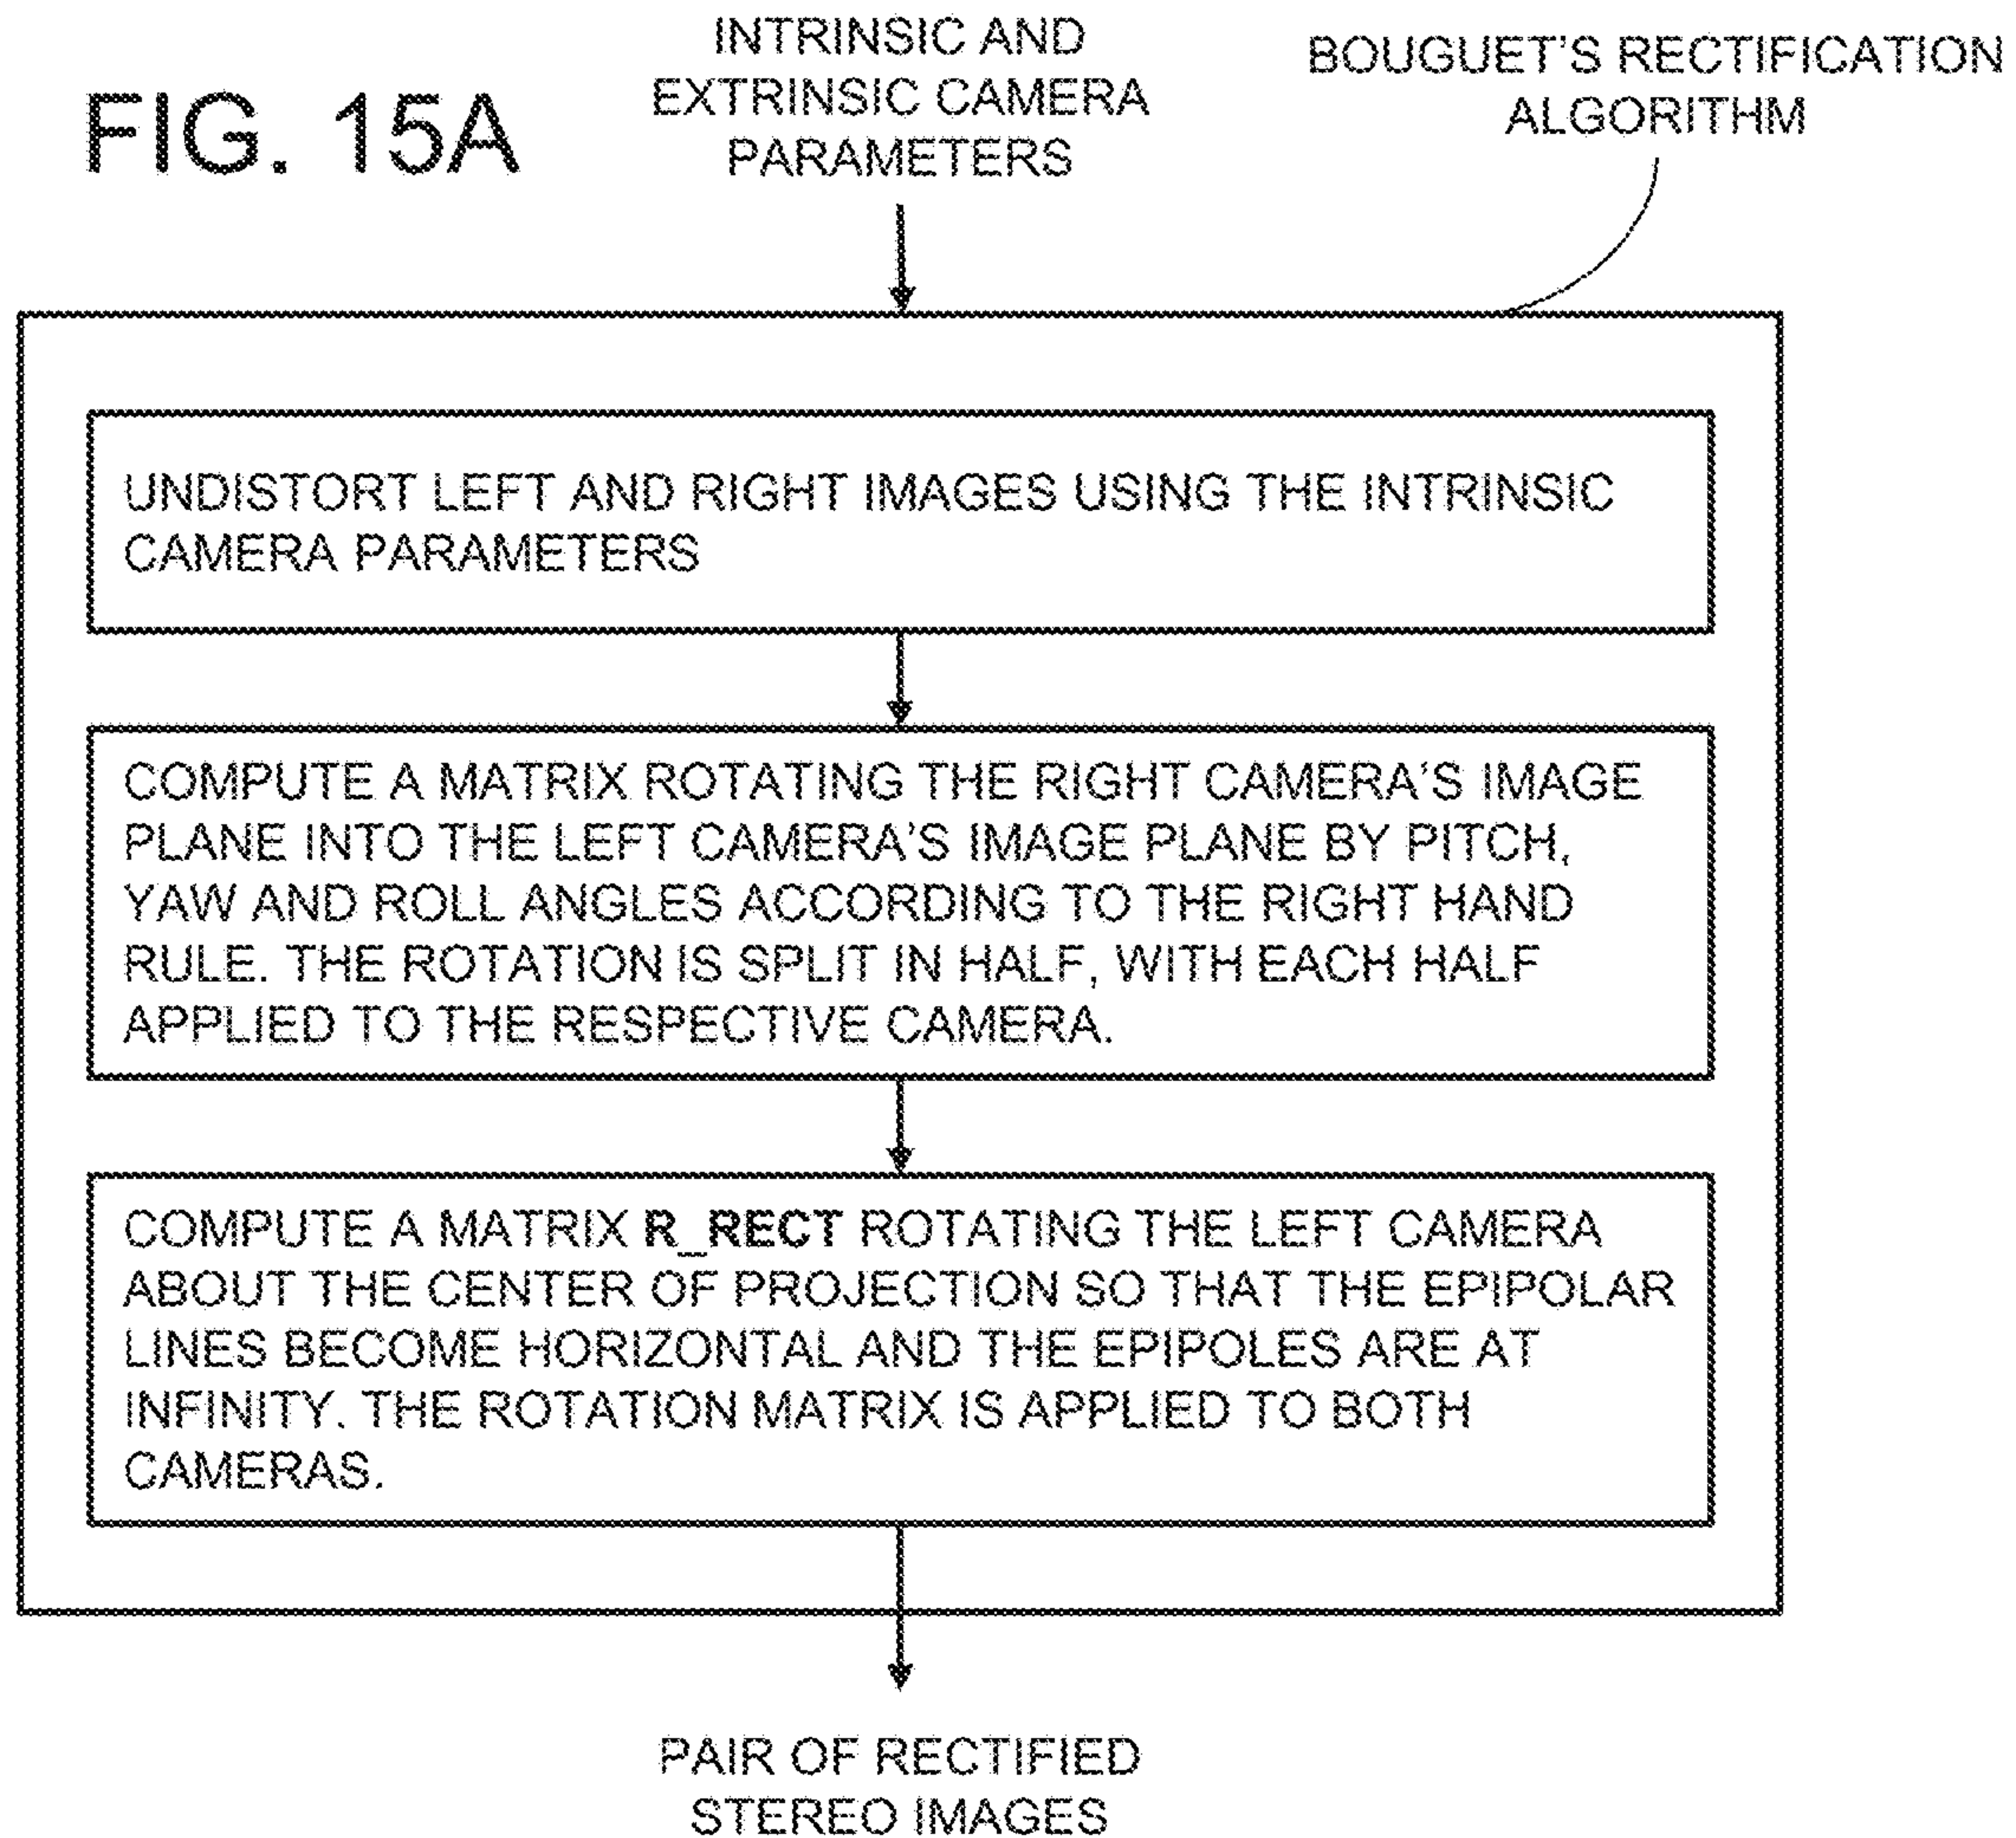 FIG. 15A
INTRINSIC AND
EXTRINSIC CAMERA
PARAMETERS
BOUGUET'S RECTIFICATION
ALGORITHM
UNDISTORT LEFT AND RIGHT IMAGES USING THE INTRINSIC
CAMERA PARAMETERS
COMPUTE A MATRIX ROTATING THE RIGHT CAMERA'S IMAGE
PLANE INTO THE LEFT CAMERA'S IMAGE PLANE BY PITCH,
YAW AND ROLL ANGLES ACCORDING TO THE RIGHT HAND
RULE. THE ROTATION IS SPLIT IN HALF, WITH EACH HALF
APPLIED TO THE RESPECTIVE CAMERA.
COMPUTE A MATRIX R_RECT ROTATING THE LEFT CAMERA
ABOUT THE CENTER OF PROJECTION SO THAT THE EPIPOLAR
LINES BECOME HORIZONTAL AND THE EPIPOLES ARE AT
INFINITY. THE ROTATION MATRIX IS APPLIED TO BOTH
CAMERAS.
PAIR OF RECTIFIED
STEREO IMAGES